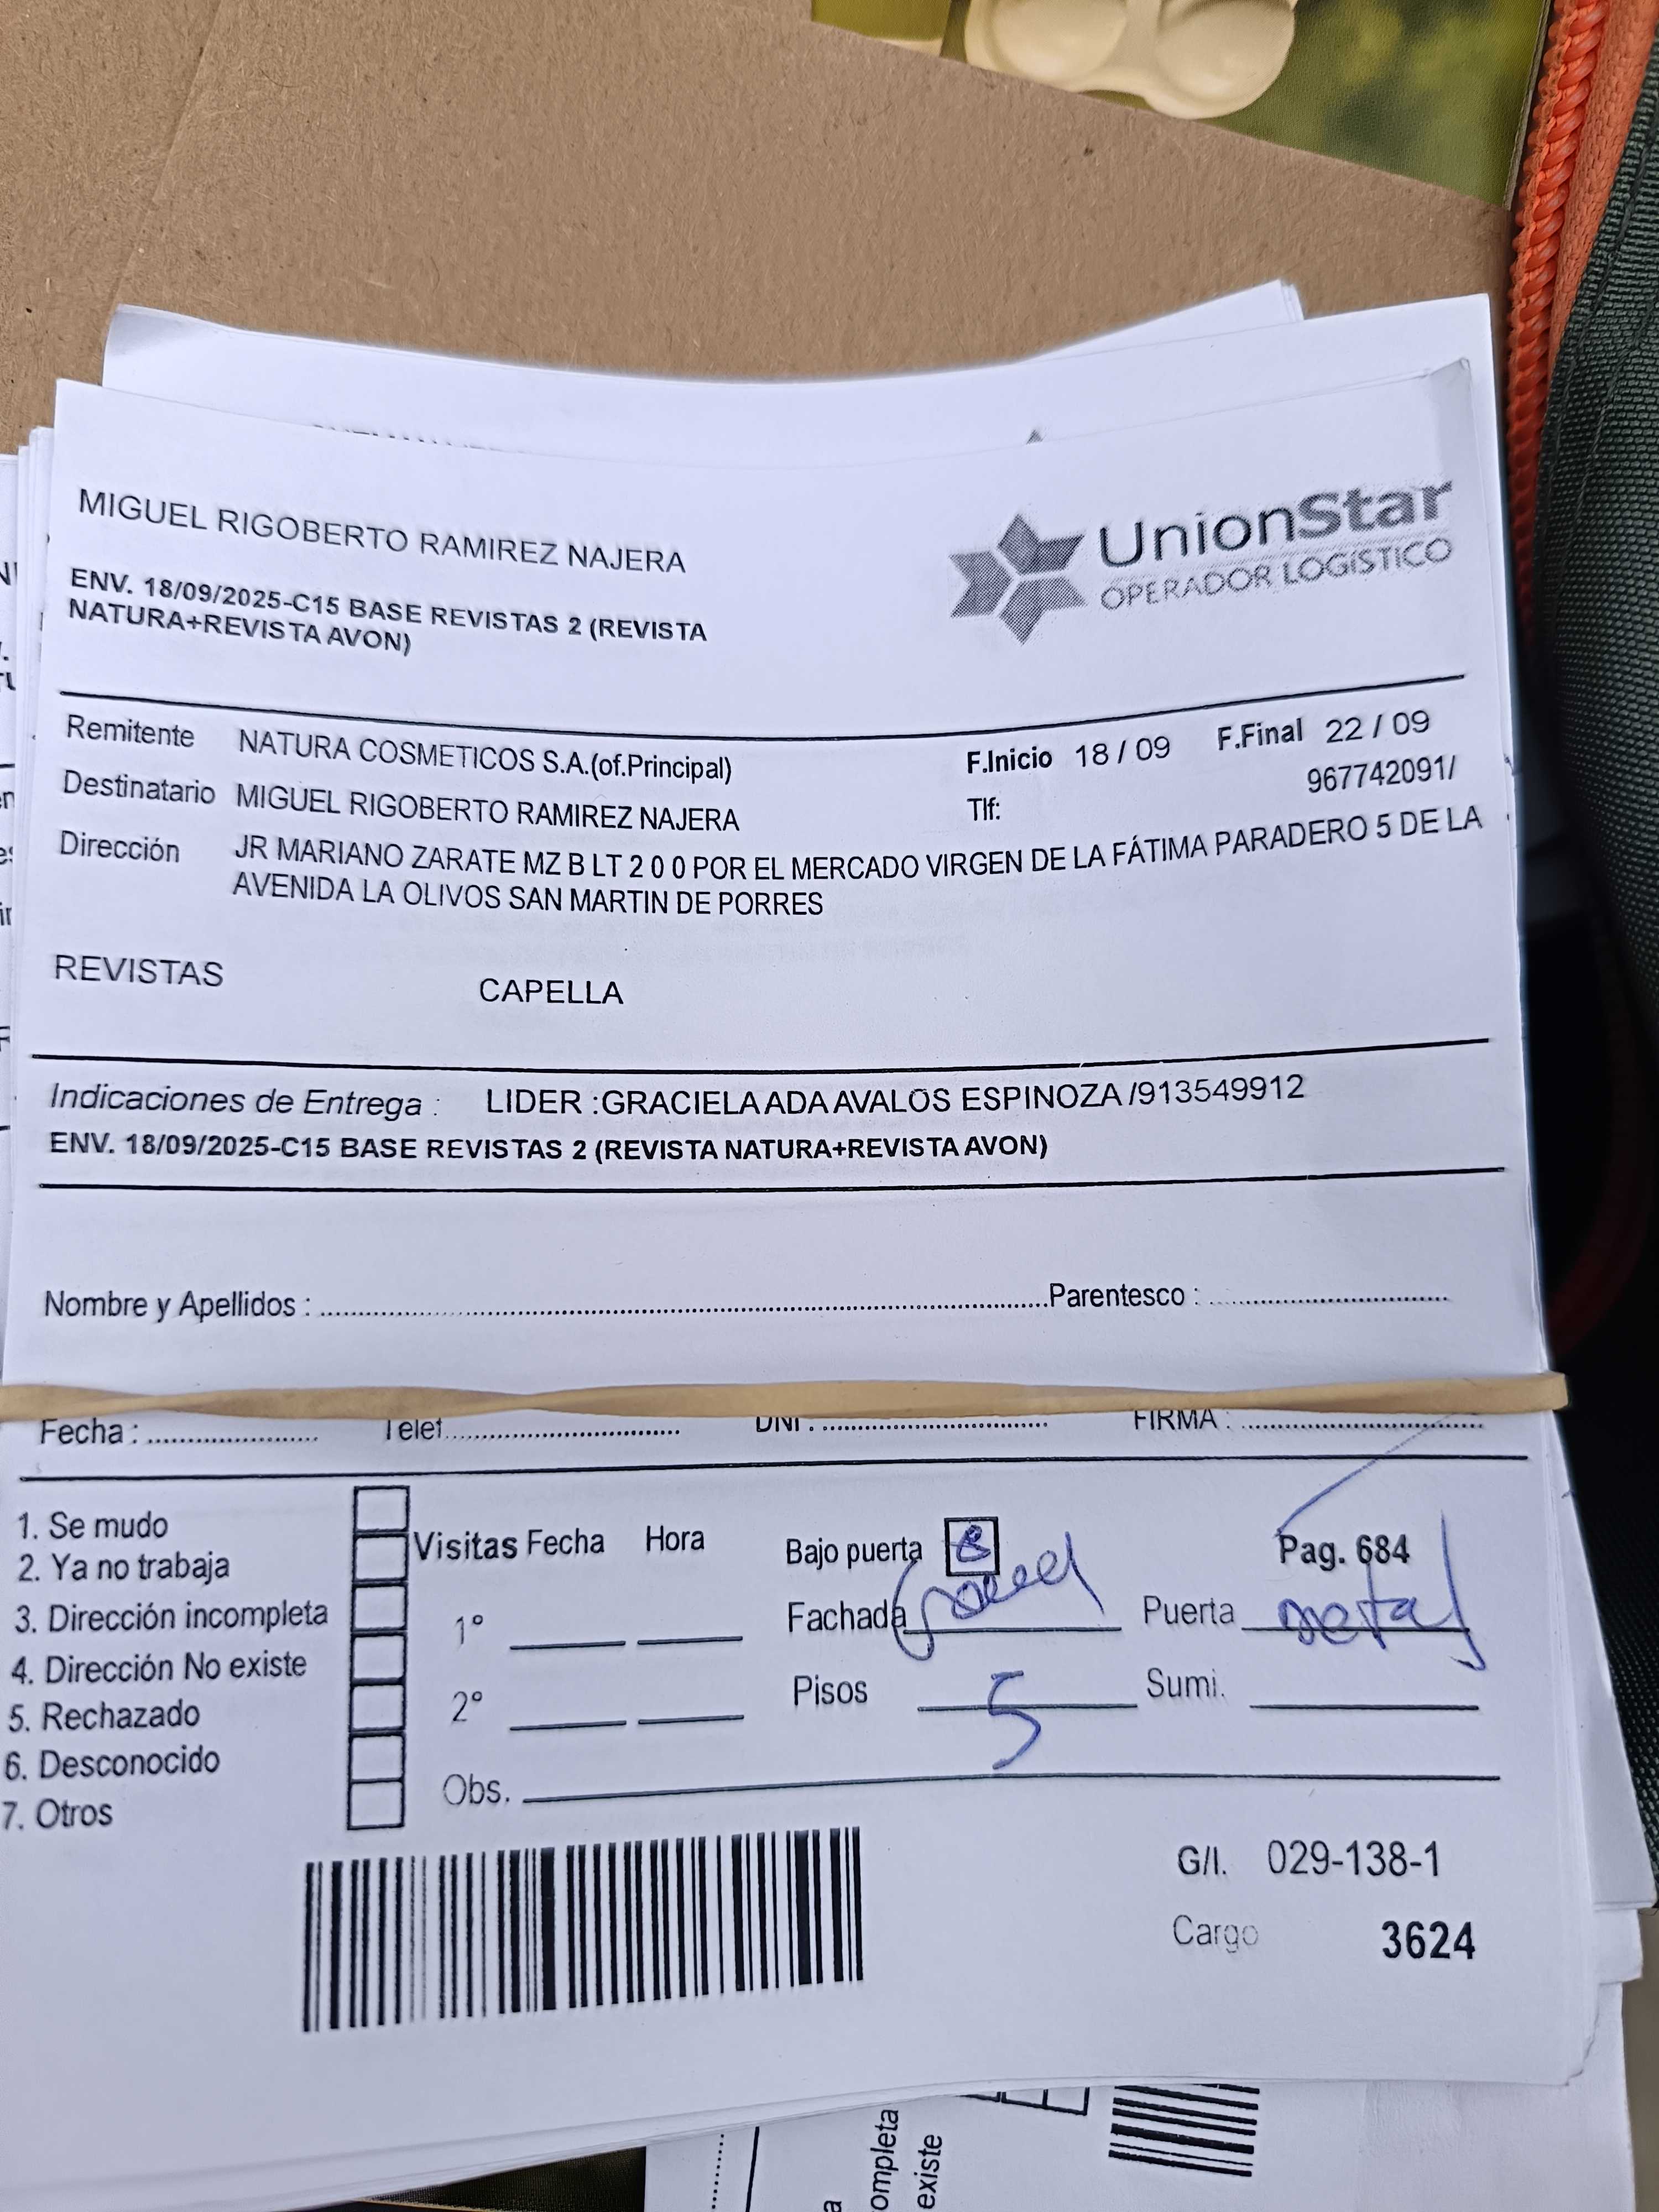 MIGUEL RIGOBERTO RAMIREZ NAJERA
UnionStar
OPERADOR LOGÍSTICO
ENV. 18/09/2025-C15 BASE REVISTAS 2 (REVISTA
NATURA+REVISTA AVON)
Remitente NATURA COSMETICOS S.A.(of.Principal) F.Inicio 18 / 09 F.Final 22 / 09
Destinatario MIGUEL RIGOBERTO RAMIREZ NAJERA Tlf: 967742091/
Dirección JR MARIANO ZARATE MZ B LT 2 0 0 POR EL MERCADO VIRGEN DE LA FÁTIMA PARADERO 5 DE LA
AVENIDA LA OLIVOS SAN MARTIN DE PORRES
REVISTAS CAPELLA
Indicaciones de Entrega : LIDER :GRACIELA ADA AVALOS ESPINOZA /913549912
ENV. 18/09/2025-C15 BASE REVISTAS 2 (REVISTA NATURA+REVISTA AVON)
Nombre y Apellidos : Parentesco :
Fecha : Telef. DNI : FIRMA :
1. Se mudo
2. Ya no trabaja
3. Dirección incompleta
4. Dirección No existe
5. Rechazado
6. Desconocido
7. Otros
Visitas Fecha Hora
1º
2º
Obs.
Bajo puerta Pag. 684
Fachada Puerta metal
Pisos 5 Sumi.
G/I. 029-138-1
Cargo 3624
ompleta
existe